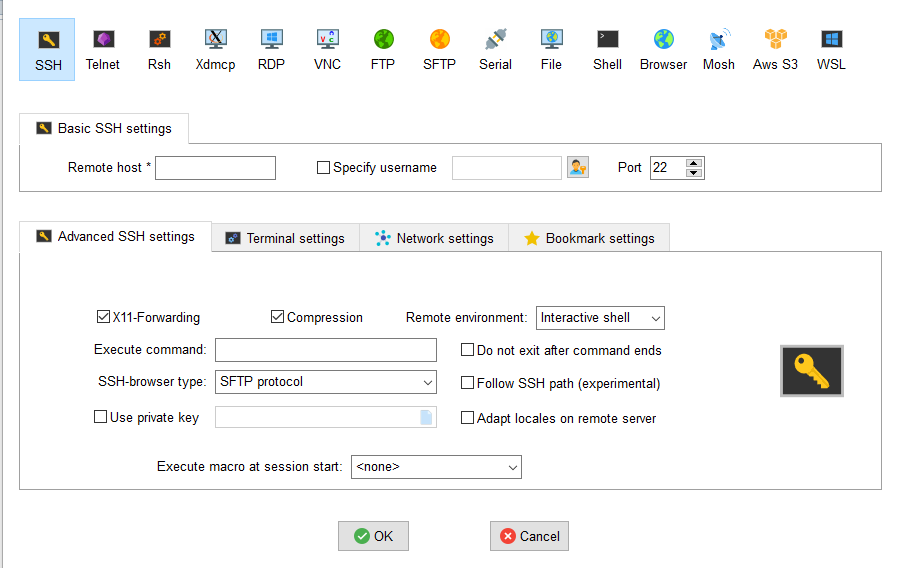 SSH Telnet Rsh Xdmcp RDP VNC FTP SFTP Serial File Shell Browser Mosh Aws S3 WSL
Basic SSH settings
Remote host * Specify username Port 22
Advanced SSH settings Terminal settings Network settings Bookmark settings
X11-Forwarding Compression Remote environment: Interactive shell
Execute command: Do not exit after command ends
SSH-browser type: SFTP protocol Follow SSH path (experimental)
Use private key Adapt locales on remote server
Execute macro at session start: <none>
OK Cancel